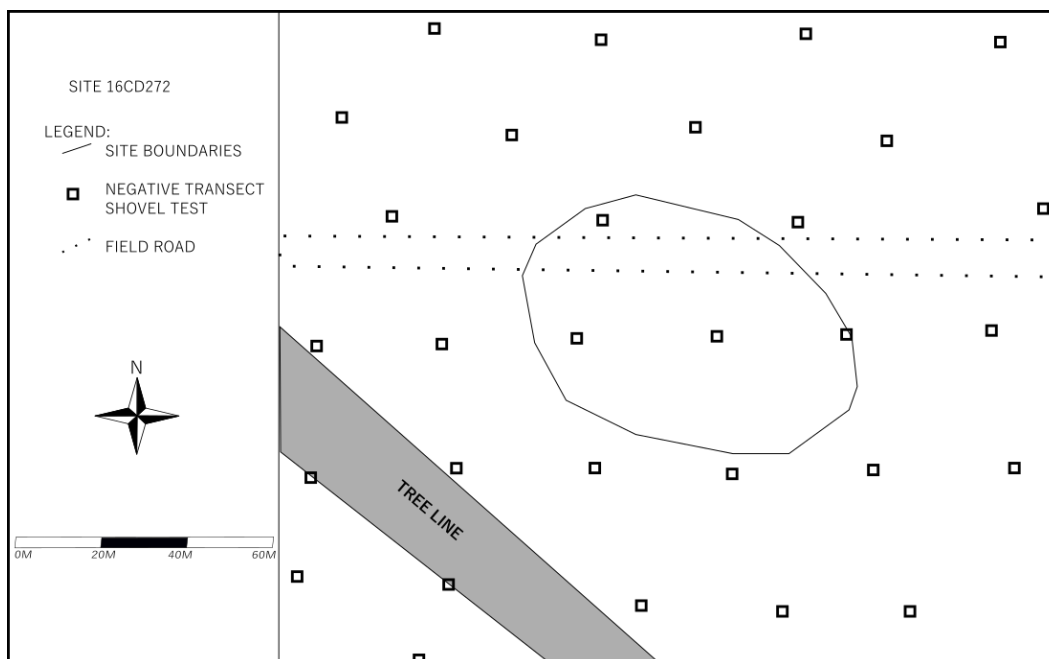 SITE 16CD272
LEGEND:
SITE BOUNDARIES
NEGATIVE TRANSECT
SHOVEL TEST
FIELD ROAD
N
TREE LINE
0M 20M 40M 60M